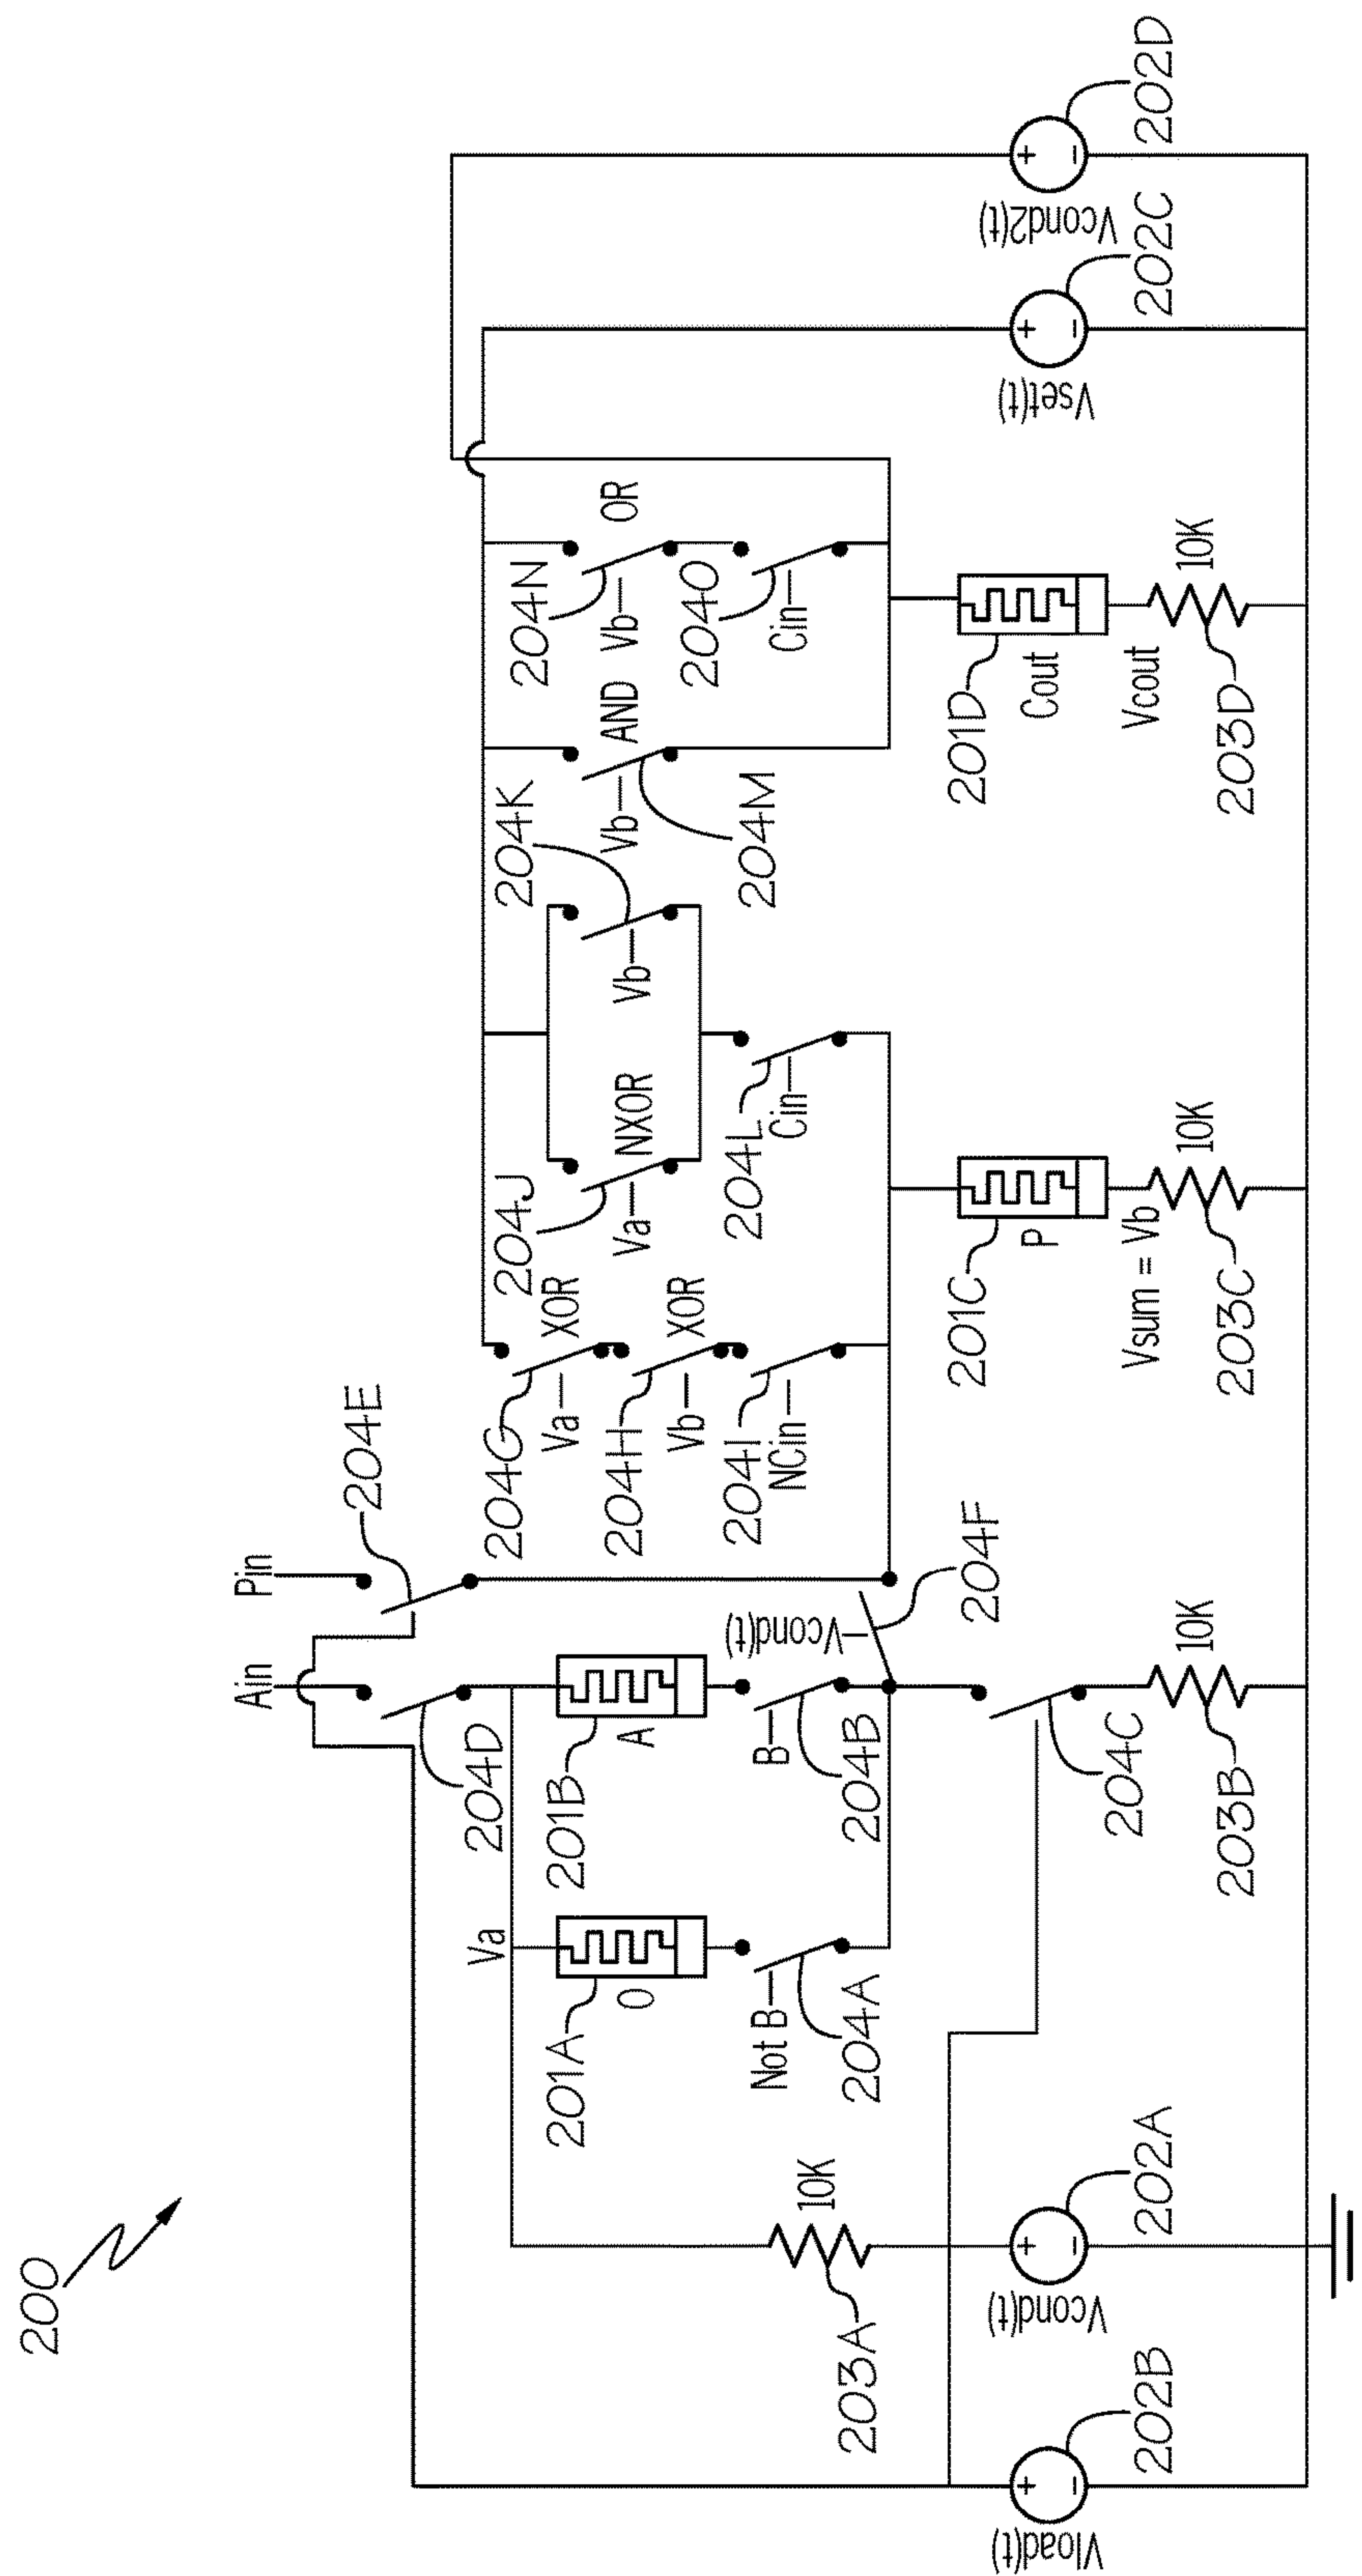 200
Ain
Pin
204E
204D
Va
0
201A
A
201B
Not B
204A
B
204B
Vcond(t)
204F
204C
10K
203A
10K
203B
Vload(t)
202B
Vcond(t)
202A
204G
Va
XOR
204H
Vb
XOR
204I
NCin
204J
Va
NXOR
204K
Vb
204L
Cin
Vb
AND
204M
204N
Vb
OR
204O
Cin
201C
P
Vsum = Vb
10K
203C
201D
Cout
Vcout
10K
203D
Vset(t)
202C
Vcond2(t)
202D